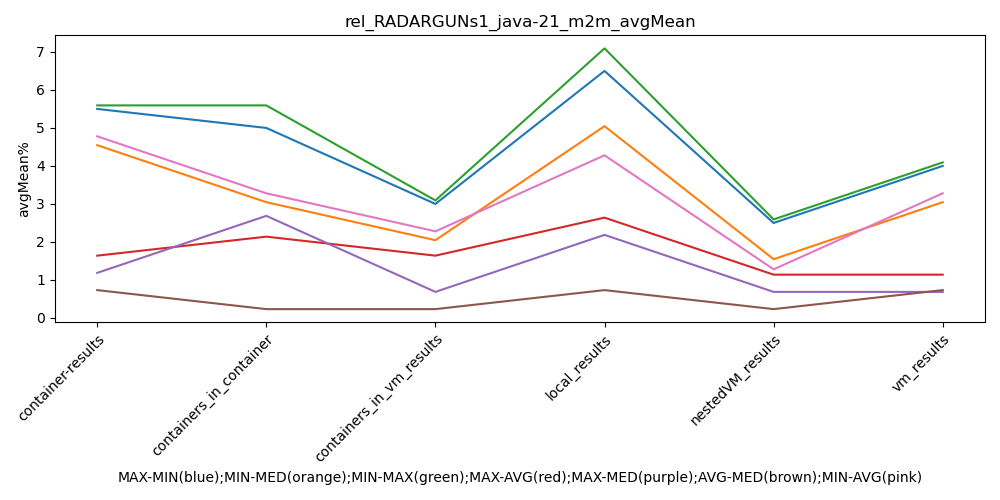 rel_RADARGUNs1_java-21_m2m_avgMean
avgMean%
7
6
5
4
3
2
1
0
container-results
containers_in_container
containers_in_vm_results
local_results
nestedVM_results
vm_results
MAX-MIN(blue);MIN-MED(orange);MIN-MAX(green);MAX-AVG(red);MAX-MED(purple);AVG-MED(brown);MIN-AVG(pink)